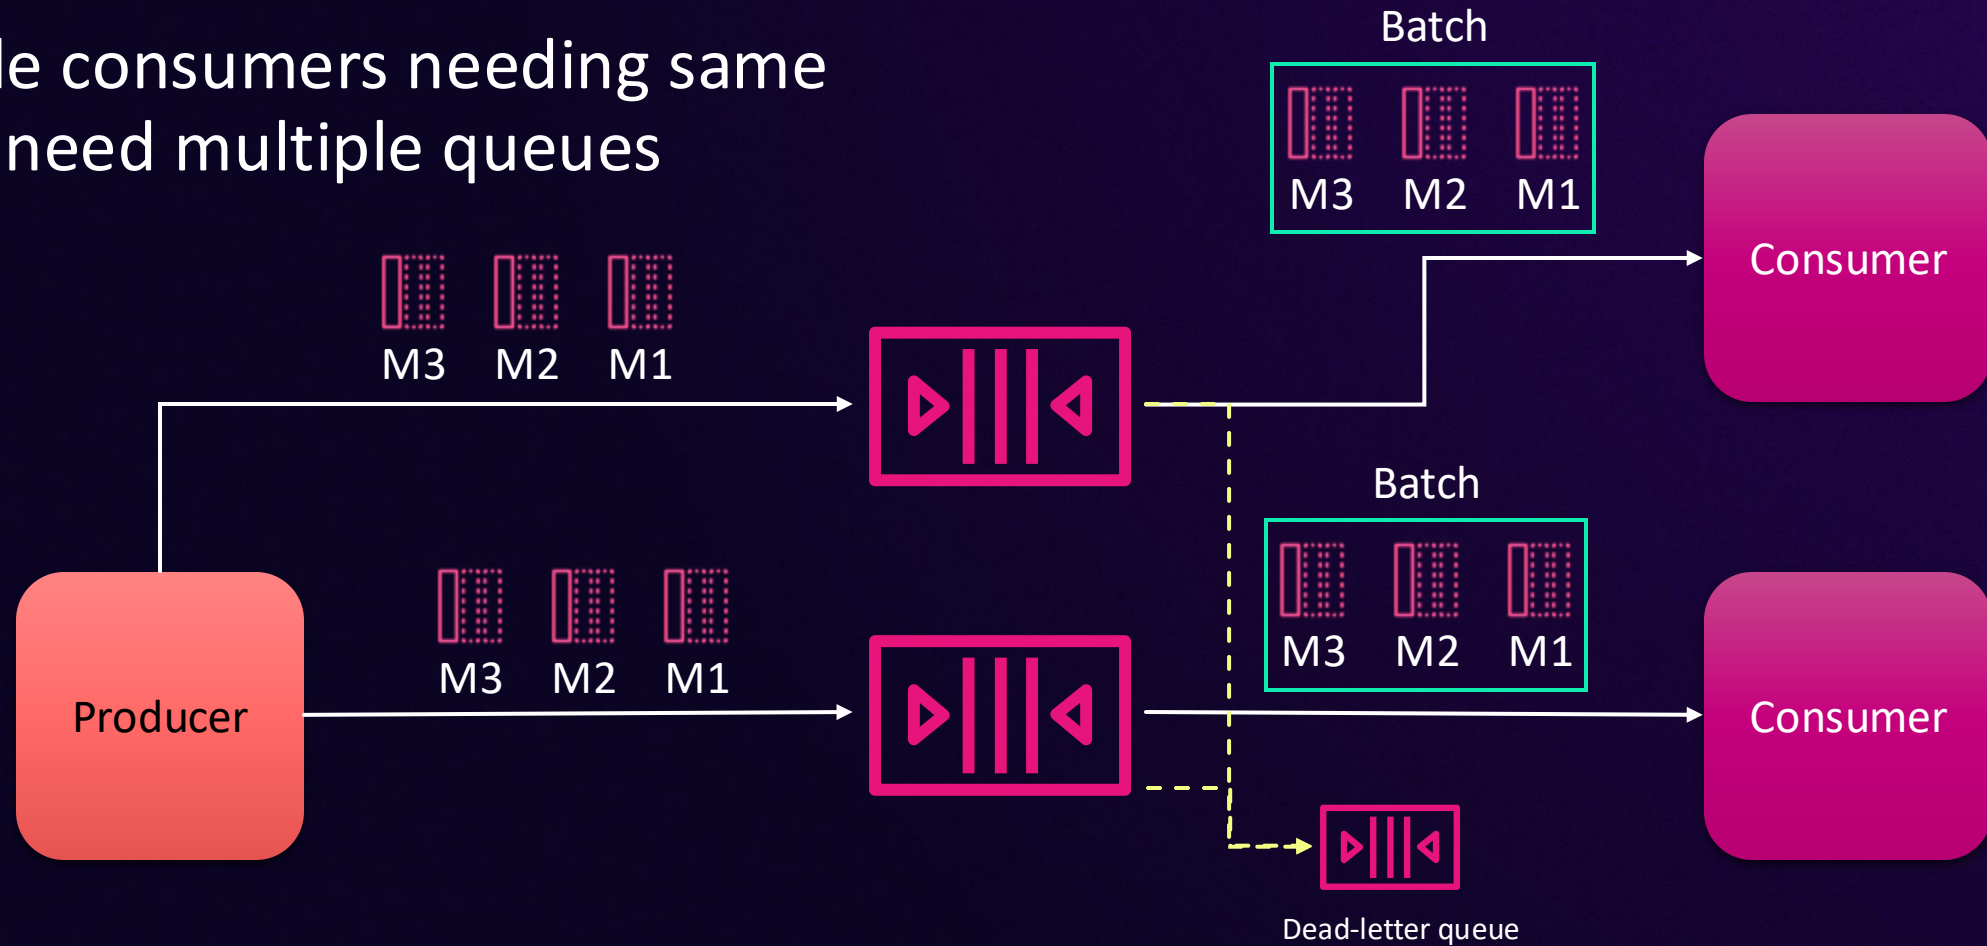 le consumers needing same
need multiple queues
Batch
M3 M2 M1
Consumer
M3 M2 M1
Batch
M3 M2 M1
M3 M2 M1
Producer
Consumer
Dead-letter queue